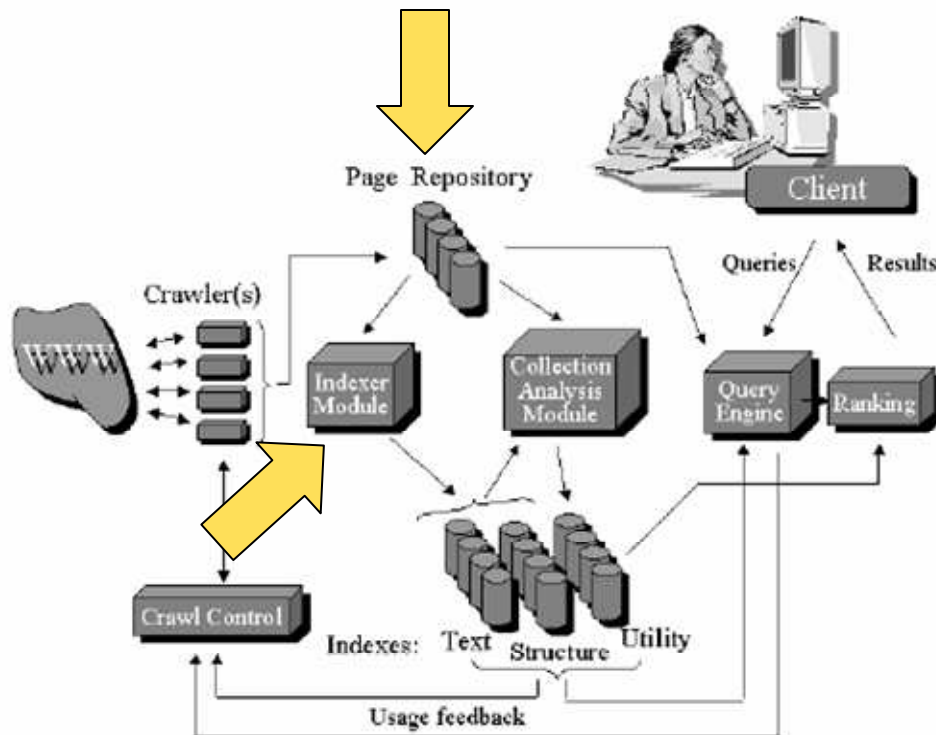 Page Repository
Client
Queries
Results
Crawler(s)
WWW
Indexer
Module
Collection
Analysis
Module
Query
Engine
Ranking
Crawl Control
Indexes:
Text
Structure
Utility
Usage feedback